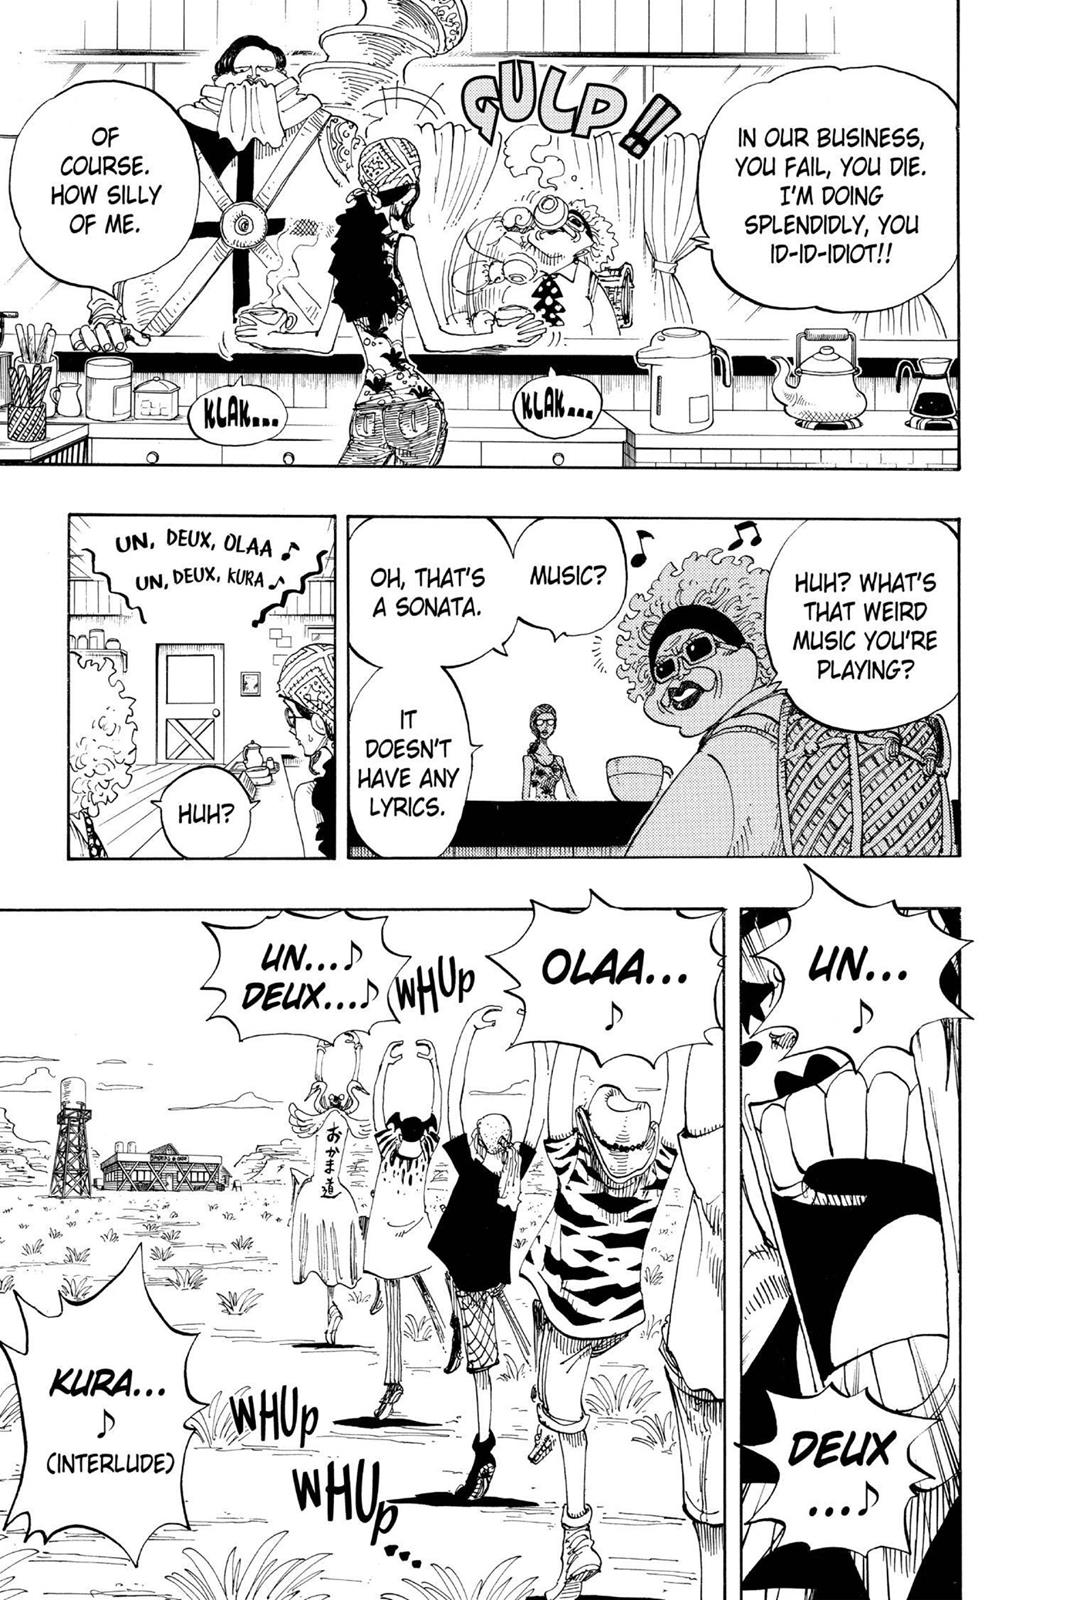 GULP!!
IN OUR BUSINESS,
YOU FAIL, YOU DIE.
I'M DOING
SPLENDIDLY, YOU
ID-ID-IDIOT!!
OF
COURSE.
HOW SILLY
OF ME.
KLAK...
KLAK...
HUH? WHAT'S
THAT WEIRD
MUSIC YOU'RE
PLAYING?
MUSIC?
OH, THAT'S
A SONATA.
IT
DOESN'T
HAVE ANY
LYRICS.
UN, DEUX, OLAA ♪
UN, DEUX, KURA ♪
HUH?
UN...
♪
DEUX
...♪
OLAA...
♪
UN...♪
DEUX...♪
WHUP
おかま道
KURA...
♪
(INTERLUDE)
WHUP
WHUP...